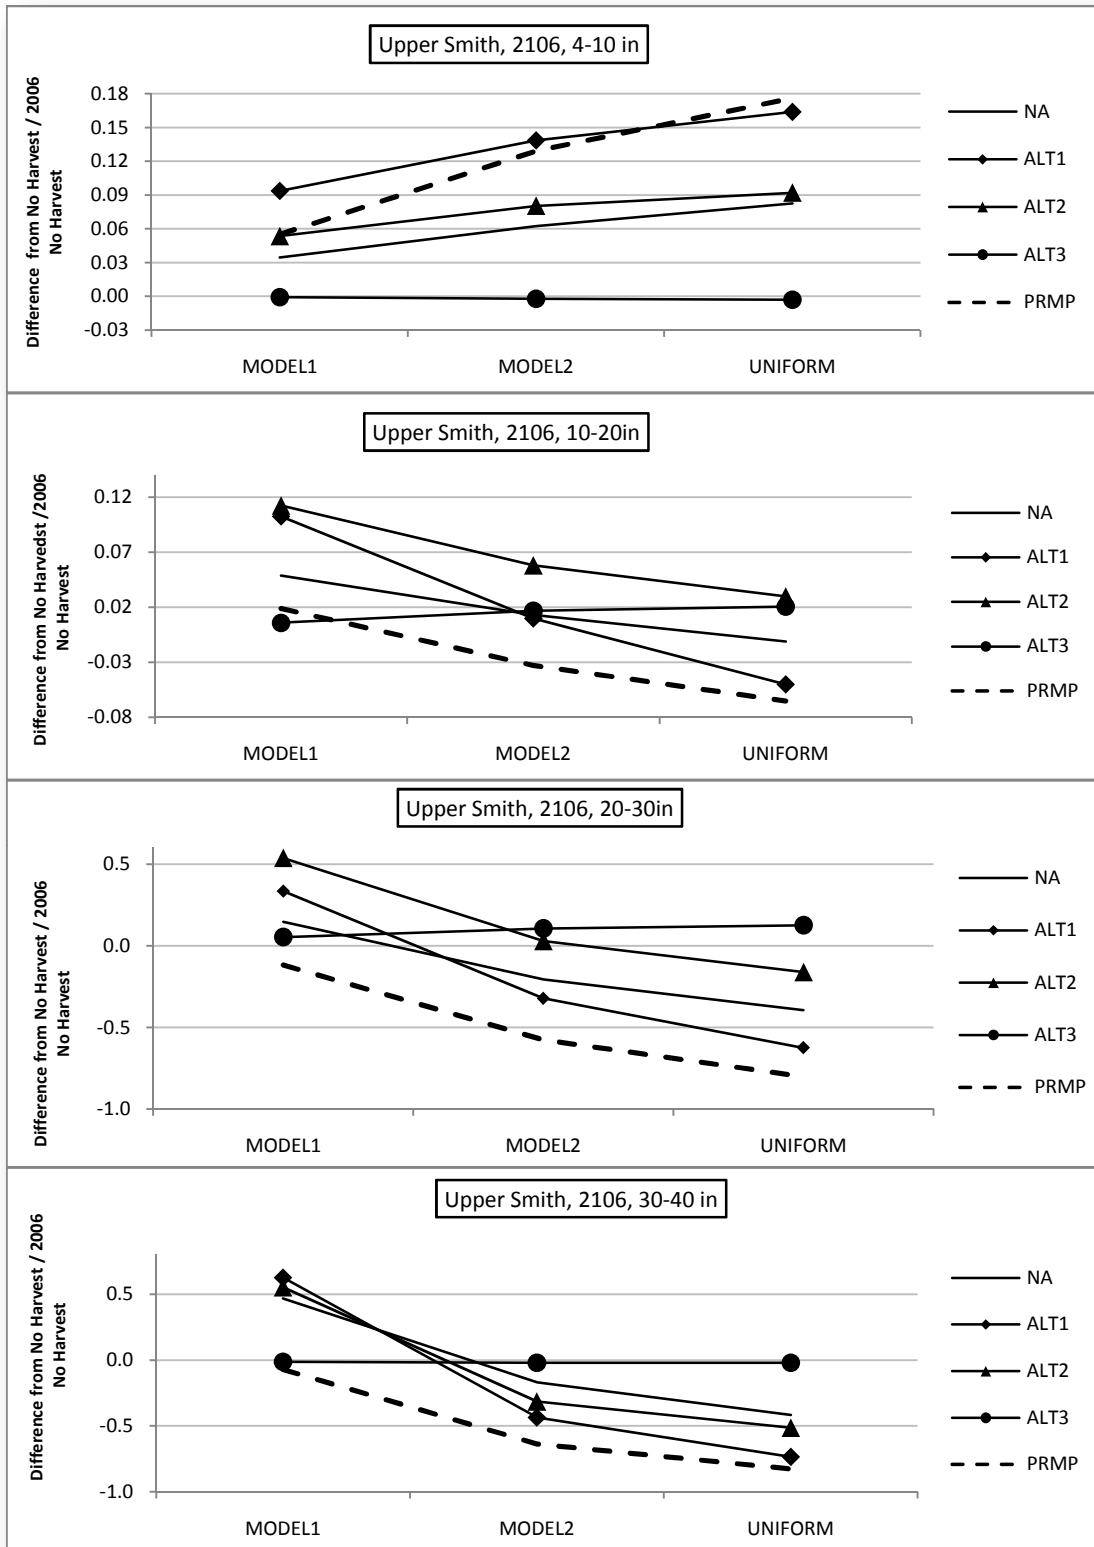 Upper Smith, 2106, 4-10 in
Difference from No Harvest / 2006
No Harvest
0.18
0.15
0.12
0.09
0.06
0.03
0.00
-0.03
MODEL1
MODEL2
UNIFORM
NA
ALT1
ALT2
ALT3
PRMP
Upper Smith, 2106, 10-20in
Difference from No Harvedst /2006
No Harvest
0.12
0.07
0.02
-0.03
-0.08
MODEL1
MODEL2
UNIFORM
NA
ALT1
ALT2
ALT3
PRMP
Upper Smith, 2106, 20-30in
Difference from No Harvest / 2006
No Harvest
0.5
0.0
-0.5
-1.0
MODEL1
MODEL2
UNIFORM
NA
ALT1
ALT2
ALT3
PRMP
Upper Smith, 2106, 30-40 in
Difference from No Harvest / 2006
No Harvest
0.5
0.0
-0.5
-1.0
MODEL1
MODEL2
UNIFORM
NA
ALT1
ALT2
ALT3
PRMP